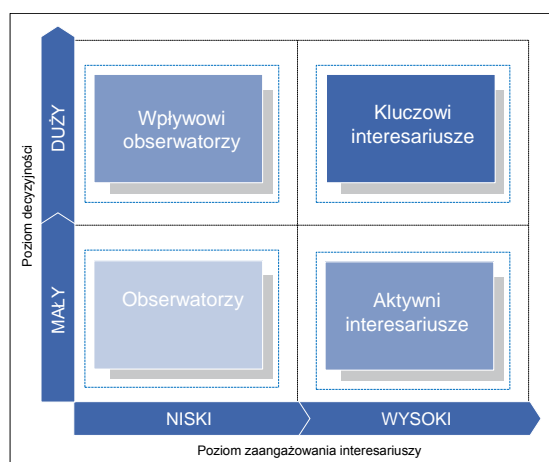 Poziom decyzyjności
DUŻY
Wpływowi
obserwatorzy
Kluczowi
interesariusze
MAŁY
Obserwatorzy
Aktywni
interesariusze
NISKI
WYSOKI
Poziom zaangażowania interesariuszy